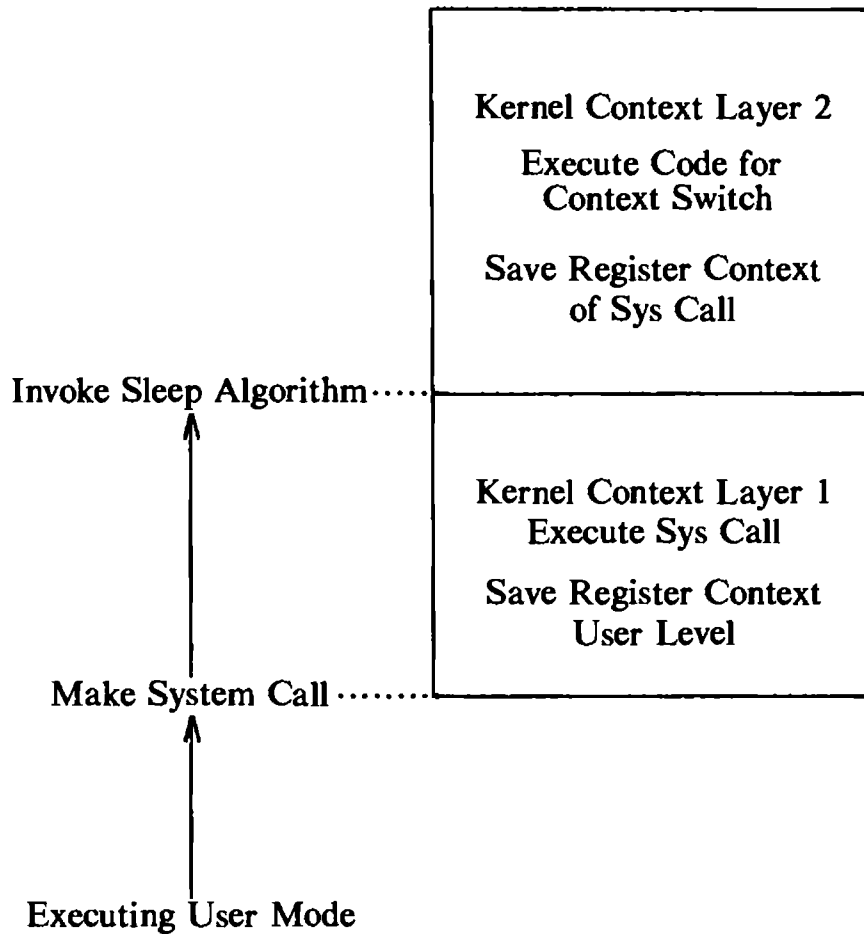 Kernel Context Layer 2
Execute Code for
Context Switch
Save Register Context
of Sys Call
Invoke Sleep Algorithm
Kernel Context Layer 1
Execute Sys Call
Save Register Context
User Level
Make System Call
Executing User Mode